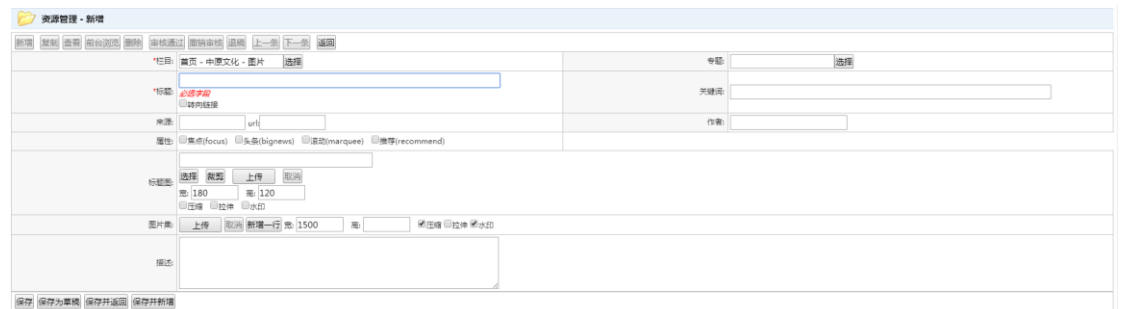 资源管理 - 新增
新增 复制 查看 前台浏览 删除 审核通过 撤销审核 退稿 上一条 下一条 返回
*栏目: 首页 - 中原文化 - 图片 选择 专题: 选择
*标题: 必选字段 关键词:
转向链接
来源: url: 作者:
属性: 焦点(focus) 头条(bignews) 滚动(marquee) 推荐(recommend)
标题图: 选择 裁剪 上传 取消
宽: 180 高: 120
压缩 拉伸 水印
图片集: 上传 取消 新增一行 宽: 1500 高: 压缩 拉伸 水印
描述:
保存 保存为草稿 保存并返回 保存并新增